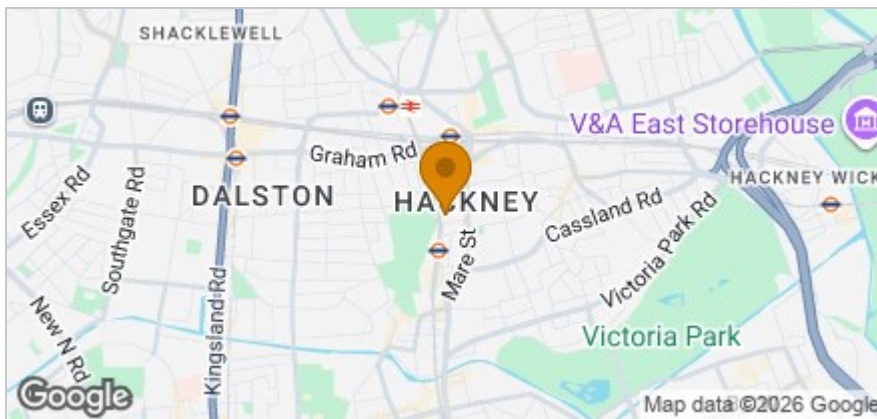 SHACKLEWELL
V&A East Storehouse
Graham Rd
HACKNEY WICK
DALSTON
HACKNEY
Essex Rd
Southgate Rd
Cassland Rd
Victoria Park Rd
Mare St
Kingsland Rd
New N Rd
Victoria Park
Google
Map data ©2026 Google